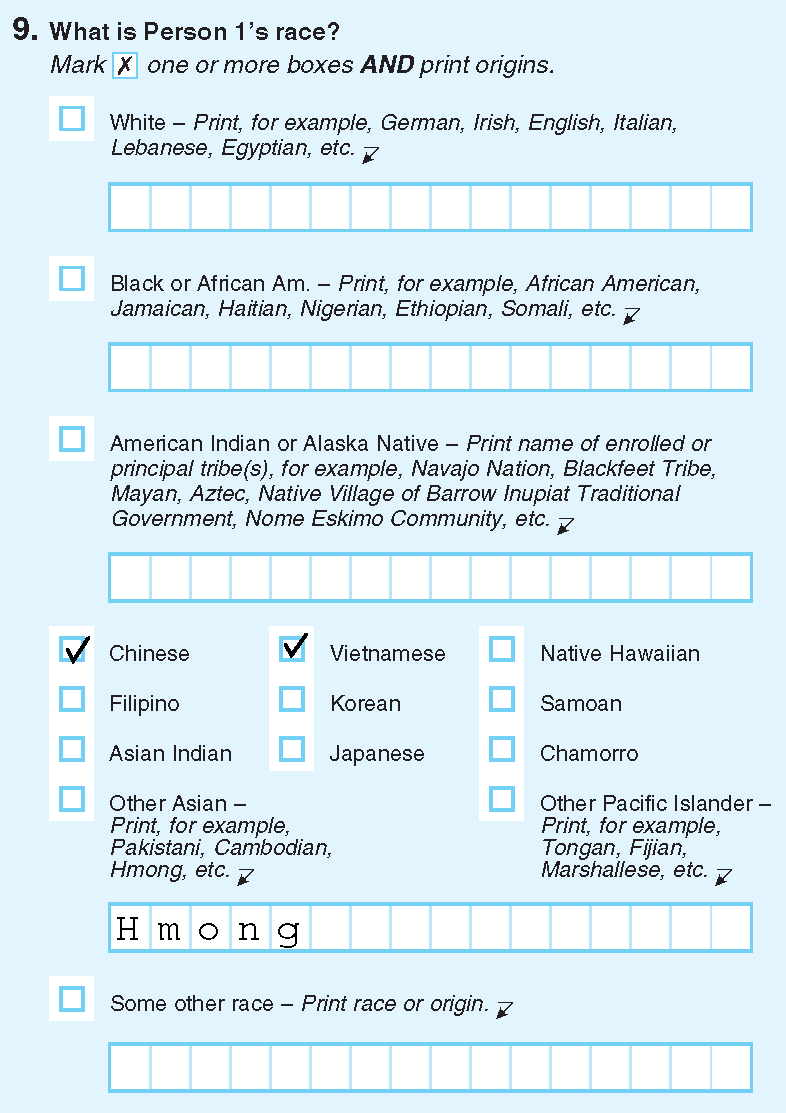 9. What is Person 1's race?
Mark ✗ one or more boxes AND print origins.
White – Print, for example, German, Irish, English, Italian,
Lebanese, Egyptian, etc.
Black or African Am. – Print, for example, African American,
Jamaican, Haitian, Nigerian, Ethiopian, Somali, etc.
American Indian or Alaska Native – Print name of enrolled or
principal tribe(s), for example, Navajo Nation, Blackfeet Tribe,
Mayan, Aztec, Native Village of Barrow Inupiat Traditional
Government, Nome Eskimo Community, etc.
Chinese
Vietnamese
Native Hawaiian
Filipino
Korean
Samoan
Asian Indian
Japanese
Chamorro
Other Asian –
Print, for example,
Pakistani, Cambodian,
Hmong, etc.
Other Pacific Islander –
Print, for example,
Tongan, Fijian,
Marshallese, etc.
Hmong
Some other race – Print race or origin.